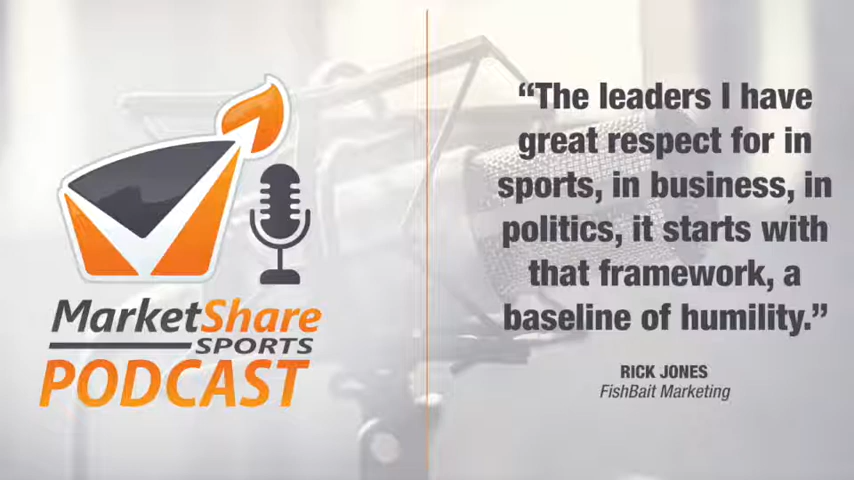 MarketShare
SPORTS
PODCAST
“The leaders I have
great respect for in
sports, in business, in
politics, it starts with
that framework, a
baseline of humility.”
RICK JONES
FishBait Marketing